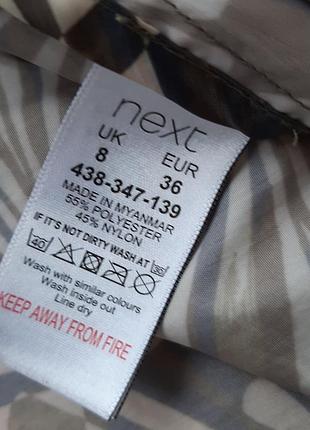 next
UK EUR
8 36
438-347-139
MADE IN MYANMAR
55% POLYESTER
45% NYLON
IF IT'S NOT DIRTY WASH AT 30
40
Wash with similar colours
Wash inside out
Line dry
KEEP AWAY FROM FIRE